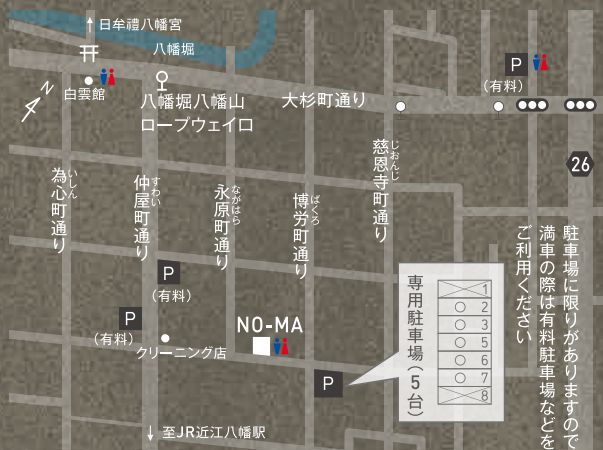 ↑ 日牟禮八幡宮
八幡堀
白雲館
N
八幡堀八幡山
ロープウェイ口
大杉町通り
P
(有料)
26
いしん
為心町通り
すわい
仲屋町通り
ながはら
永原町通り
ばくろ
博労町通り
じおんじ
慈恩寺町通り
P
(有料)
P
(有料)
クリーニング店
NO-MA
P
専用駐車場(5台)
1
2
3
5
6
7
8
駐車場に限りがありますので
満車の際は有料駐車場などを
ご利用ください
↓ 至JR近江八幡駅